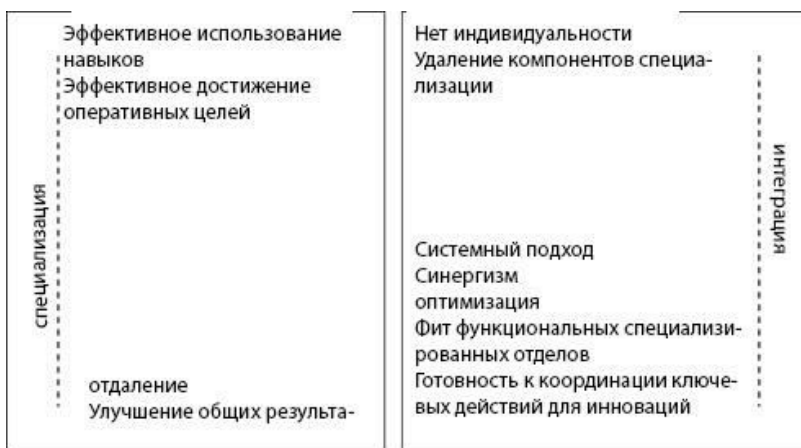 Эффективное использование
навыков
Эффективное достижение
оперативных целей
специализация
отдаление
Улучшение общих результа-
Нет индивидуальности
Удаление компонентов специа-
лизации
Системный подход
Синергизм
оптимизация
Фит функциональных специализи-
рованных отделов
Готовность к координации ключе-
вых действий для инноваций
интеграция